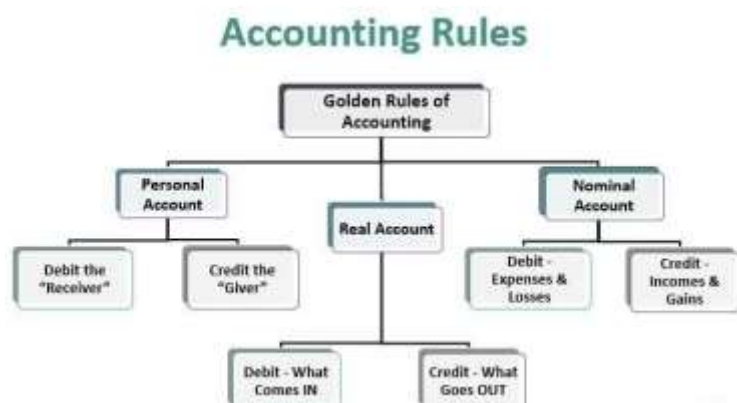 Accounting Rules
Golden Rules of
Accounting
Personal
Account
Real Account
Nominal
Account
Debit the
"Receiver"
Credit the
"Giver"
Debit -
Expenses &
Losses
Credit -
Incomes &
Gains
Debit - What
Comes IN
Credit - What
Goes OUT